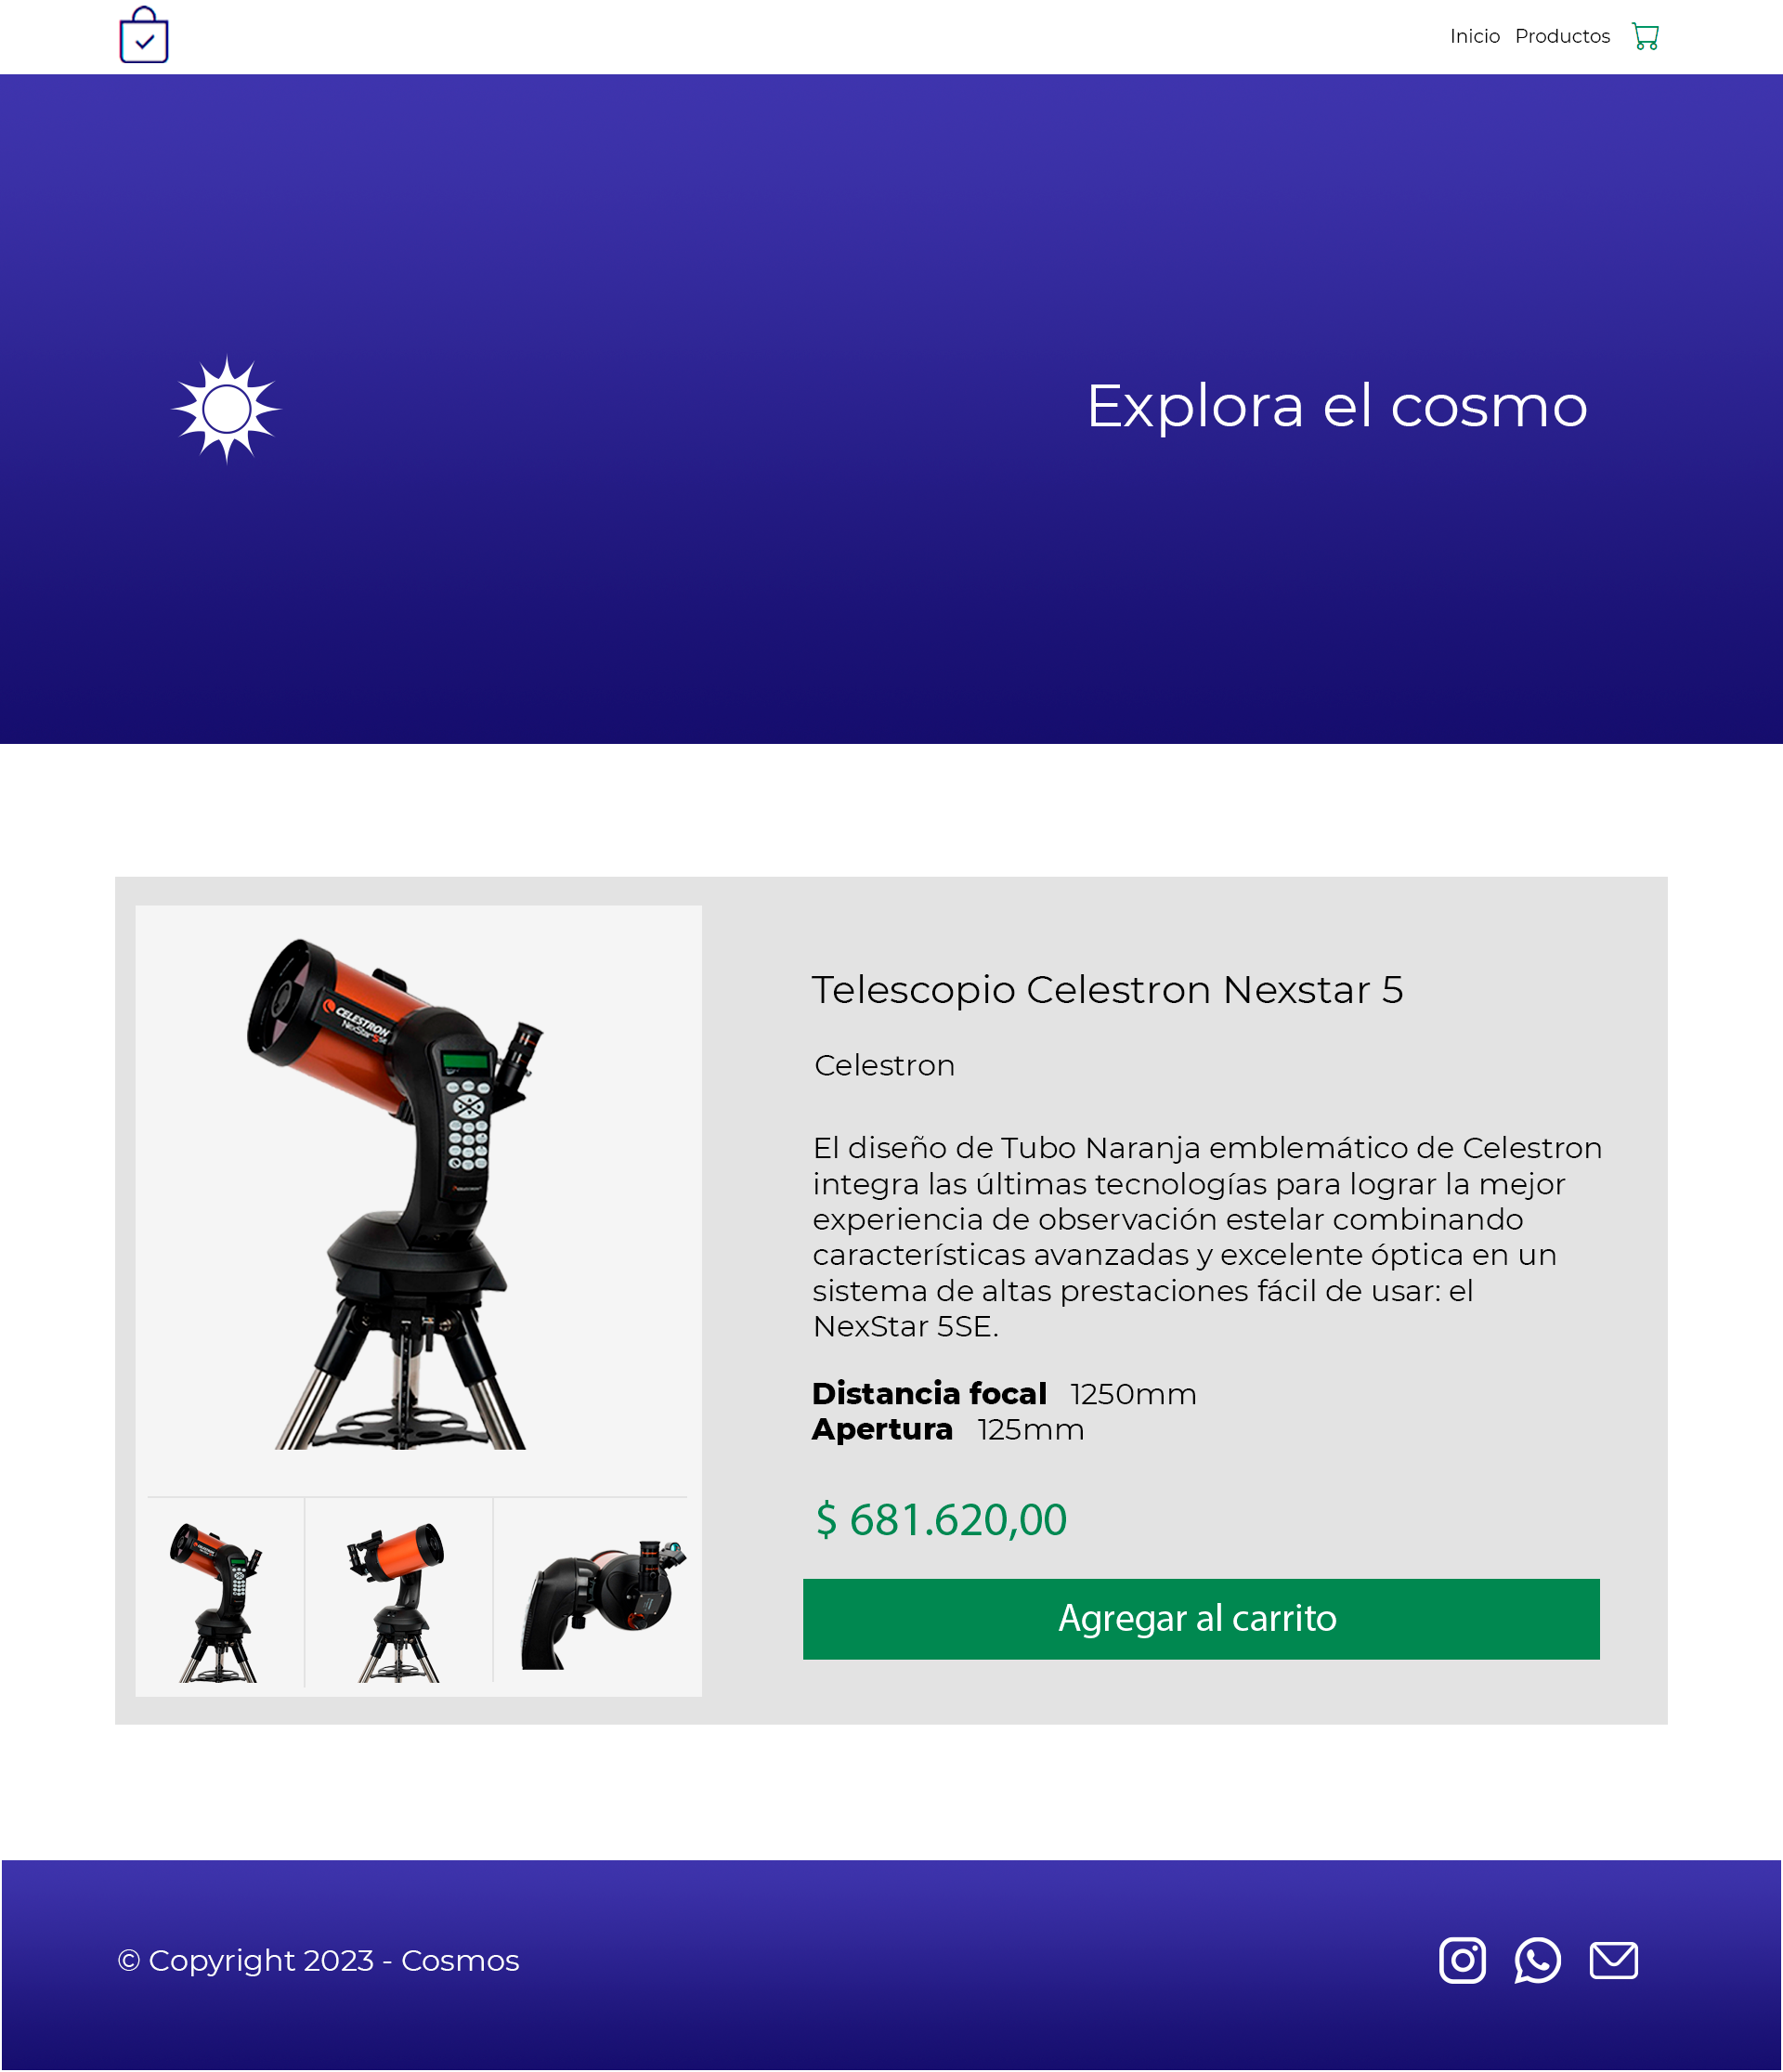 Inicio Productos
Explora el cosmo
CELESTRON
NexStar 5SE
Telescopio Celestron Nexstar 5
Celestron
El diseño de Tubo Naranja emblemático de Celestron
integra las últimas tecnologías para lograr la mejor
experiencia de observación estelar combinando
características avanzadas y excelente óptica en un
sistema de altas prestaciones fácil de usar: el
NexStar 5SE.
Distancia focal 1250mm
Apertura 125mm
$ 681.620,00
Agregar al carrito
© Copyright 2023 - Cosmos